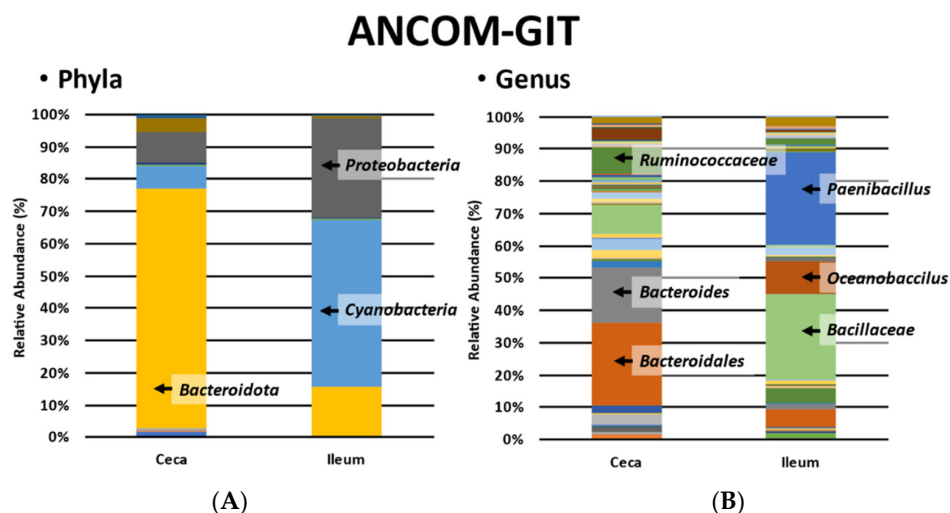 ANCOM-GIT
• Phyla
• Genus
Relative Abundance (%)
100%
90%
80%
70%
60%
50%
40%
30%
20%
10%
0%
Proteobacteria
Cyanobacteria
Bacteroidota
Ceca
Ileum
(A)
Relative Abundance (%)
100%
90%
80%
70%
60%
50%
40%
30%
20%
10%
0%
Ruminococcaceae
Paenibacillus
Oceanobaccilus
Bacteroides
Bacillaceae
Bacteroidales
Ceca
Ileum
(B)